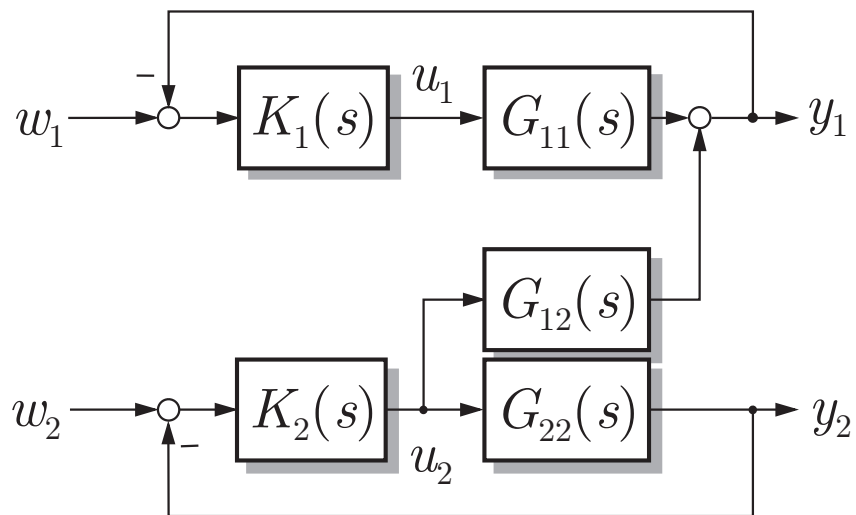 −
w₁ K₁(s) u₁ G₁₁(s) y₁
G₁₂(s)
w₂ K₂(s) G₂₂(s) y₂
− u₂